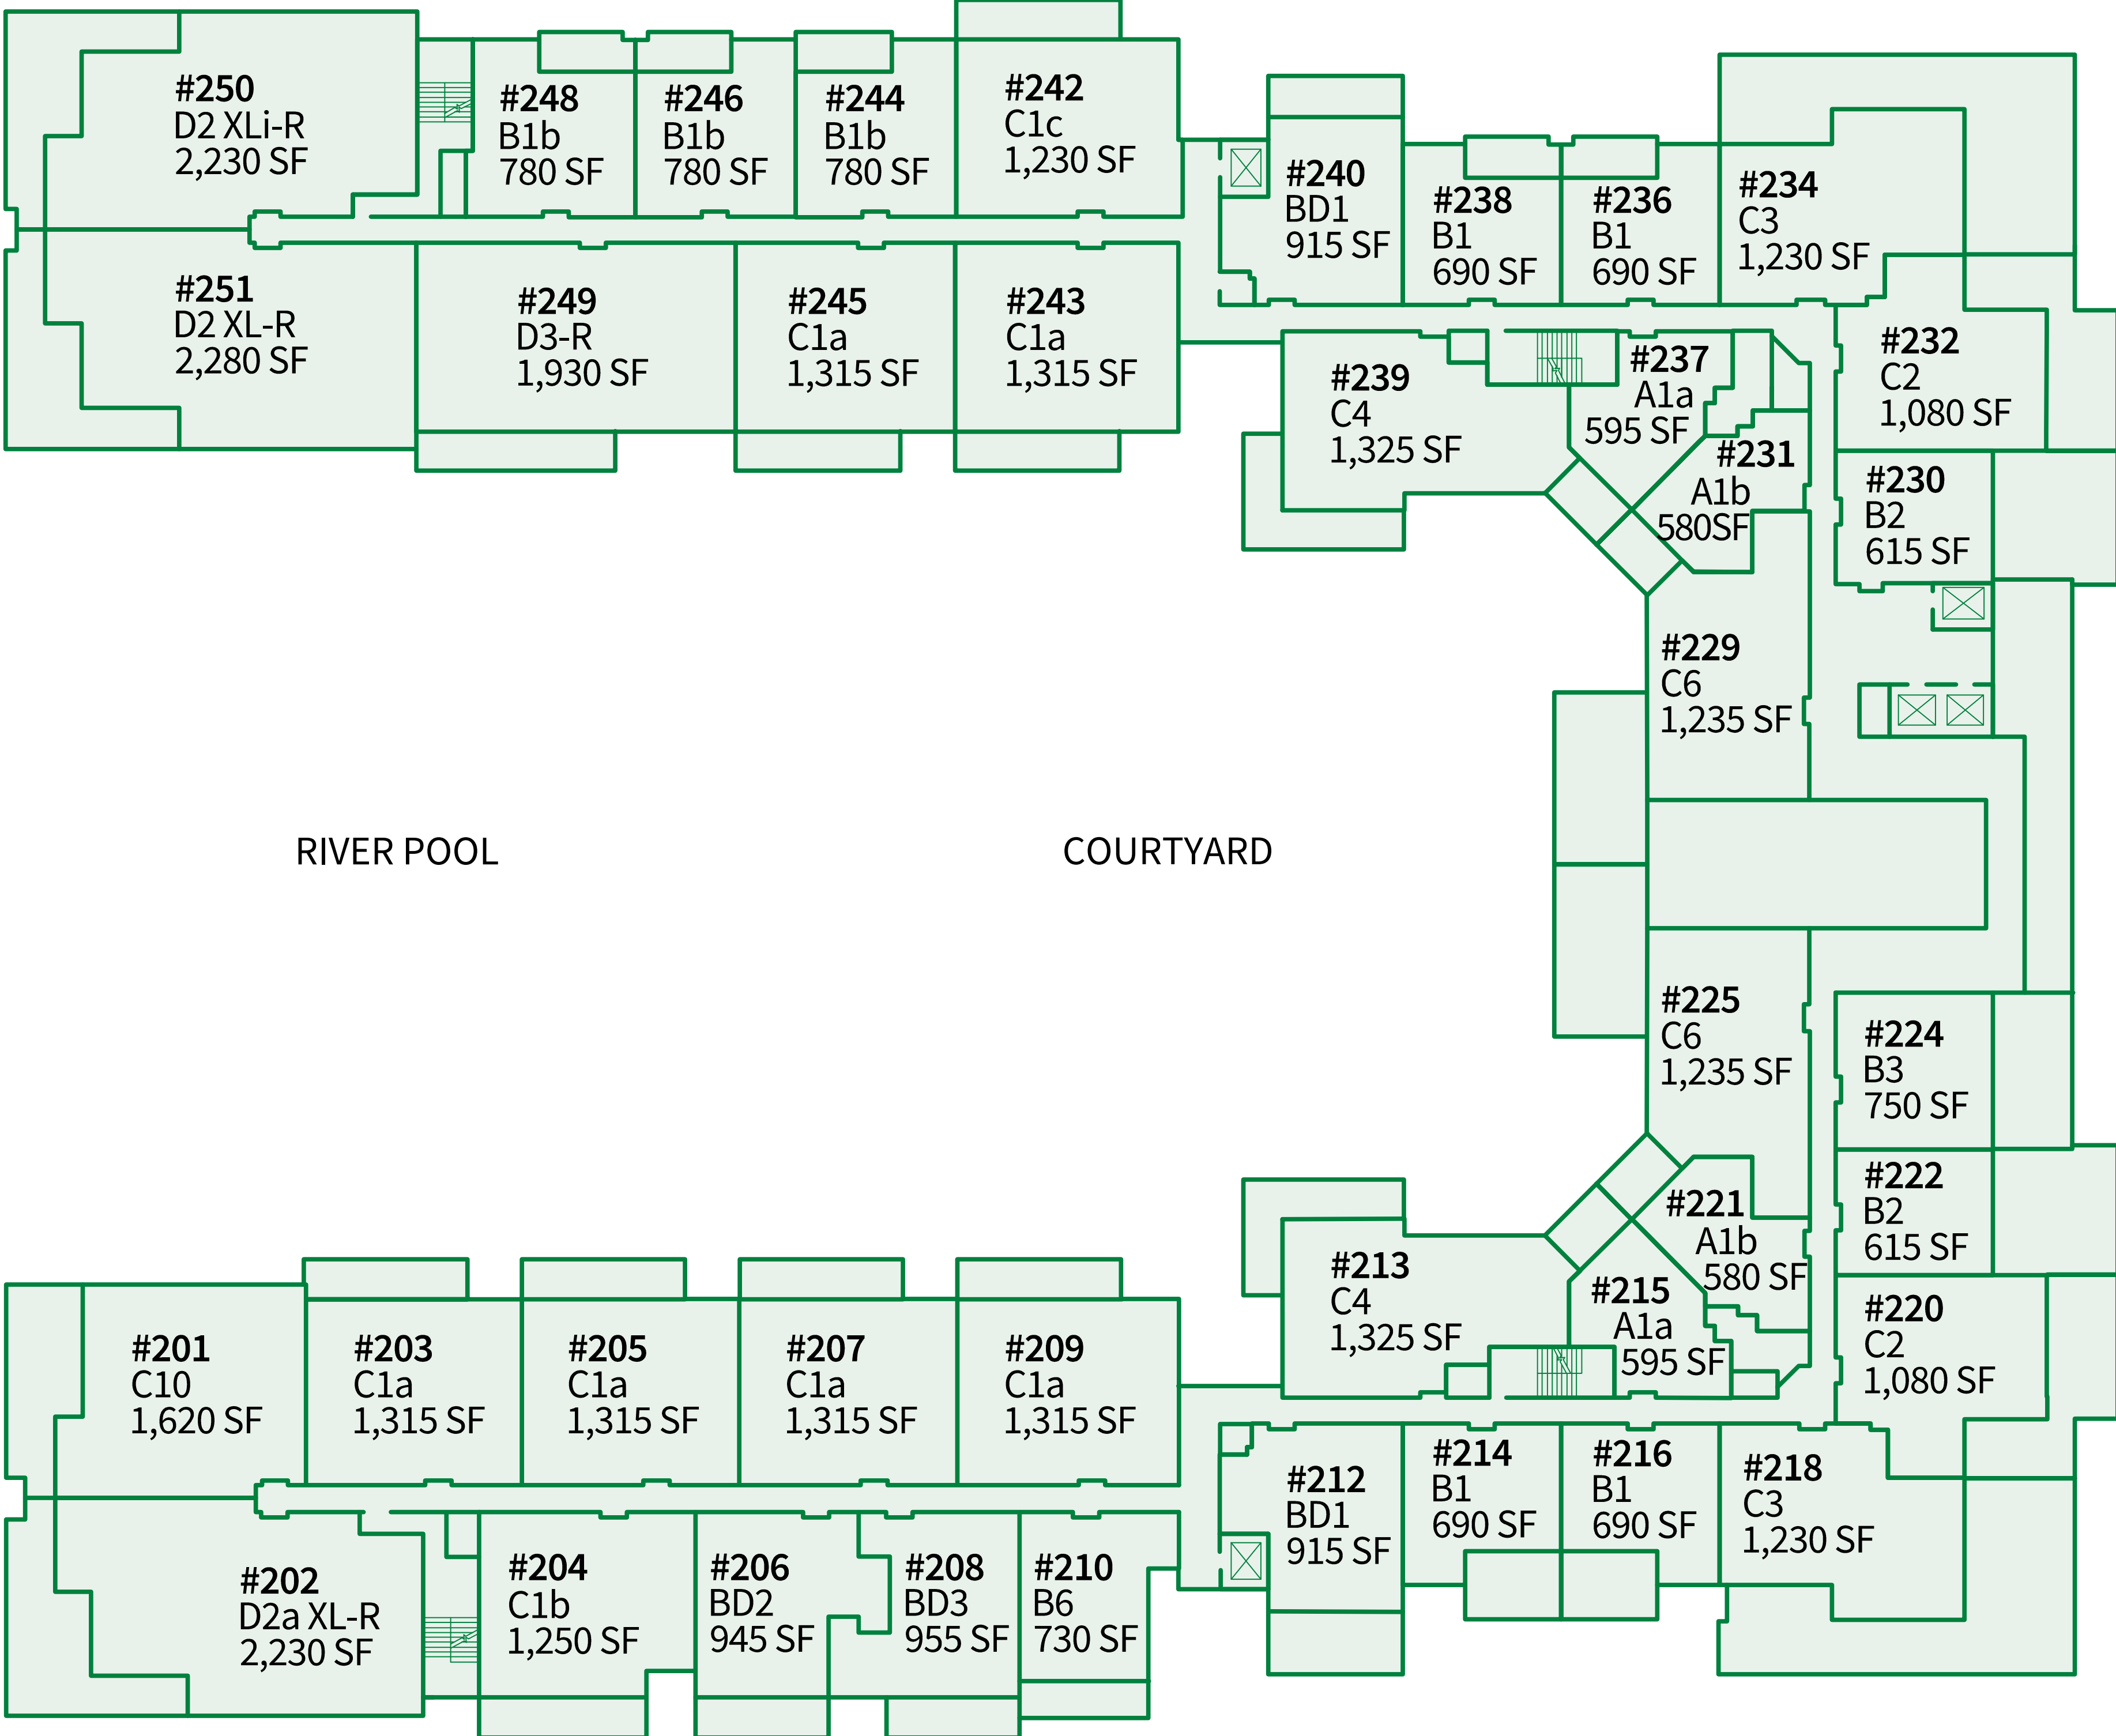 #250
D2 XLi-R
2,230 SF
#248
B1b
780 SF
#246
B1b
780 SF
#244
B1b
780 SF
#242
C1c
1,230 SF
#240
BD1
915 SF
#238
B1
690 SF
#236
B1
690 SF
#234
C3
1,230 SF
#251
D2 XL-R
2,280 SF
#249
D3-R
1,930 SF
#245
C1a
1,315 SF
#243
C1a
1,315 SF
#239
C4
1,325 SF
#237
A1a
595 SF
#231
A1b
580SF
#232
C2
1,080 SF
#230
B2
615 SF
#229
C6
1,235 SF
RIVER POOL
COURTYARD
#225
C6
1,235 SF
#224
B3
750 SF
#222
B2
615 SF
#221
A1b
580 SF
#220
C2
1,080 SF
#213
C4
1,325 SF
#215
A1a
595 SF
#201
C10
1,620 SF
#203
C1a
1,315 SF
#205
C1a
1,315 SF
#207
C1a
1,315 SF
#209
C1a
1,315 SF
#202
D2a XL-R
2,230 SF
#204
C1b
1,250 SF
#206
BD2
945 SF
#208
BD3
955 SF
#210
B6
730 SF
#212
BD1
915 SF
#214
B1
690 SF
#216
B1
690 SF
#218
C3
1,230 SF